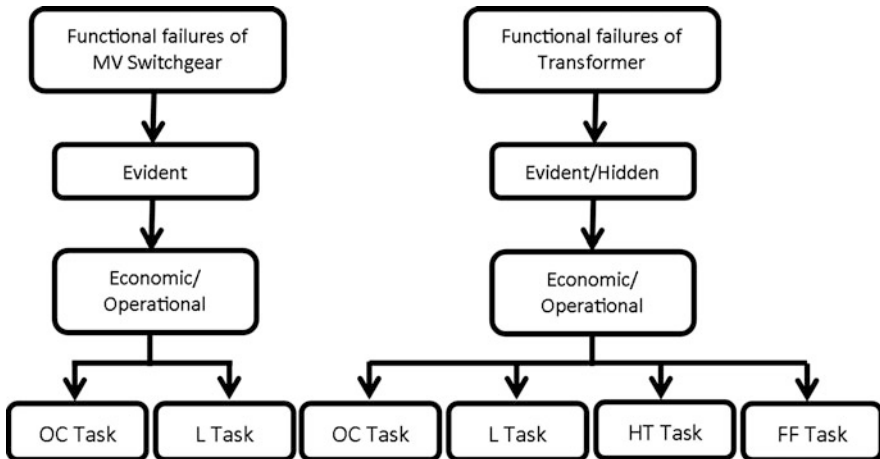 Functional failures of
MV Switchgear
Evident
Economic/
Operational
OC Task
L Task
Functional failures of
Transformer
Evident/Hidden
Economic/
Operational
OC Task
L Task
HT Task
FF Task